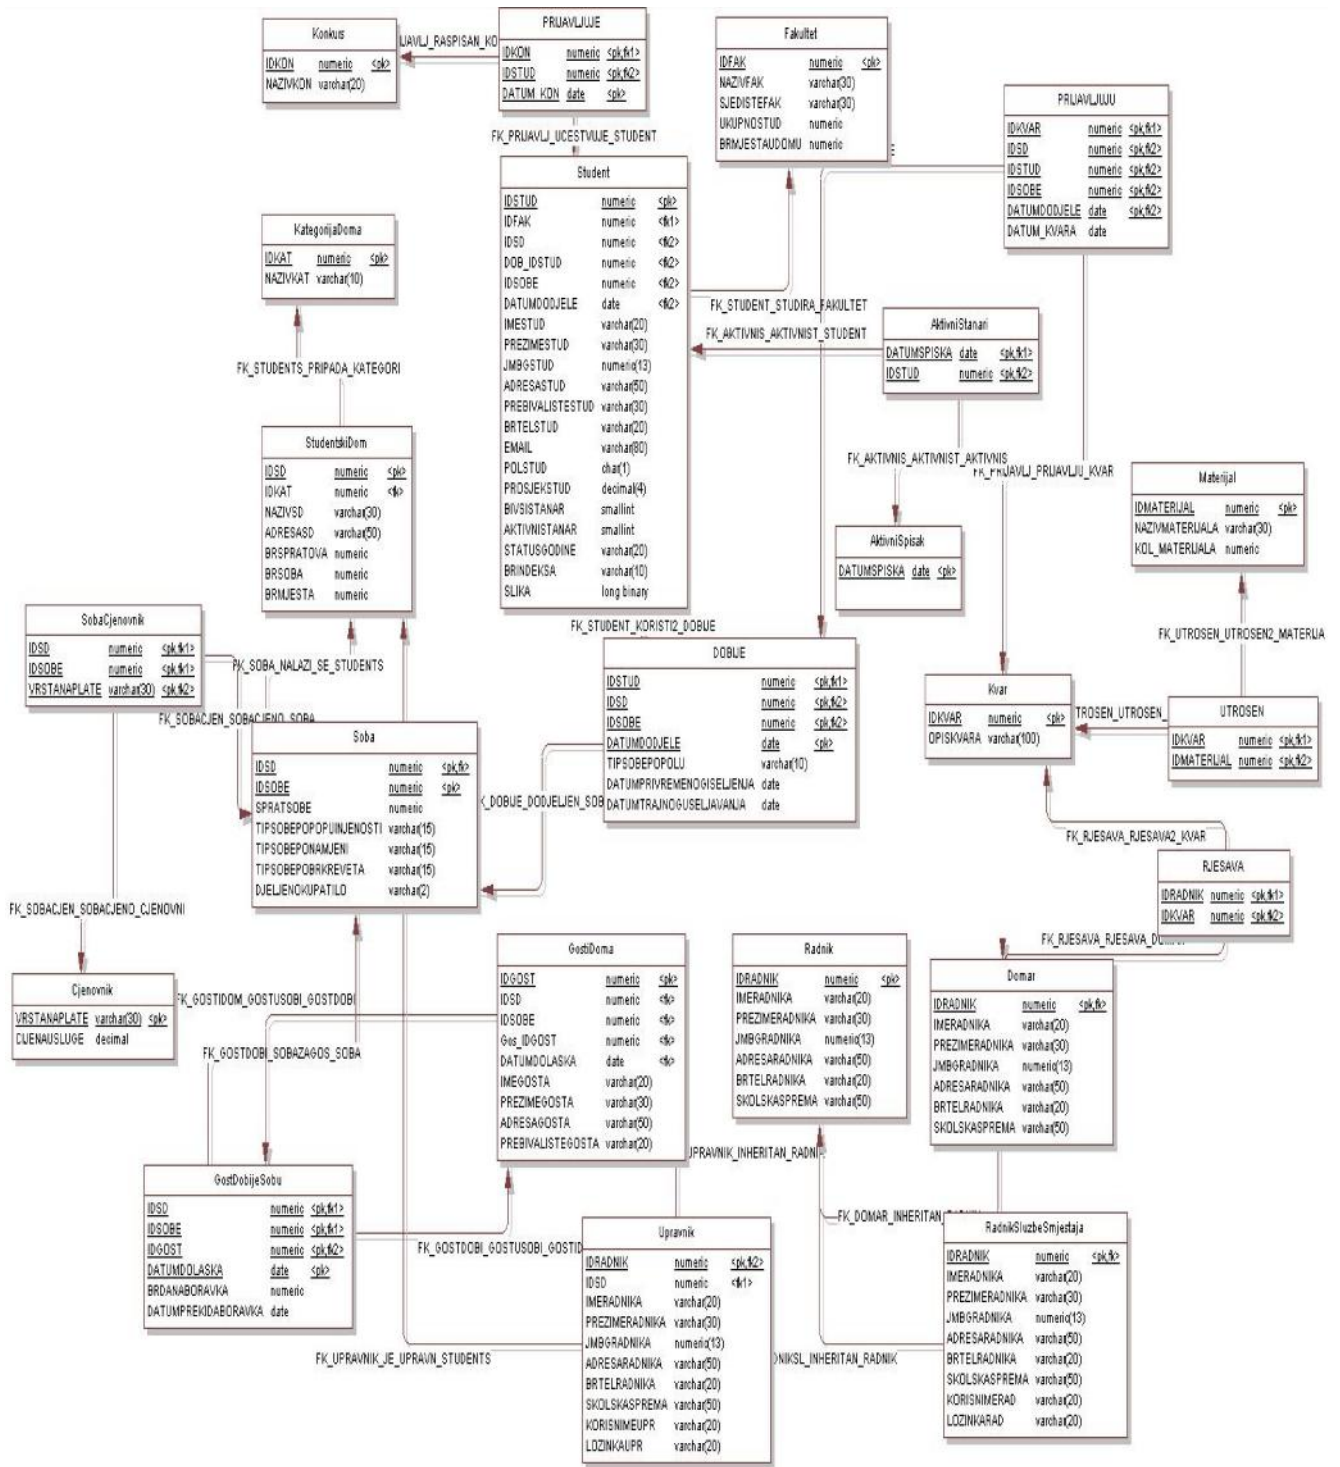 Konkurs
IDKON numeric <pk>
NAZIVKON varchar(20)
IJAVLJ_RASPISAN_KO
PRIJAVLJUJE
IDKON numeric <pk,fk1>
IDSTUD numeric <pk,fk2>
DATUM_KON date <pk>
FK_PRIJAVLJ_UCESTVUJE_STUDENT
Fakultet
IDFAK numeric <pk>
NAZIVFAK varchar(30)
SJEDISTEFAK varchar(30)
UKUPNOSTUD numeric
BRMJESTAUDOMU numeric
PRIJAVLJUJU
IDKVAR numeric <pk,fk1>
IDSD numeric <pk,fk2>
IDSTUD numeric <pk,fk2>
IDSOBE numeric <pk,fk2>
DATUMDODJELE date <pk,fk2>
DATUM_KVARA date
Student
IDSTUD numeric <pk>
IDFAK numeric <fk1>
IDSD numeric <fk2>
DOB_IDSTUD numeric <fk2>
IDSOBE numeric <fk2>
DATUMDODJELE date <fk2>
IMESTUD varchar(20)
PREZIMESTUD varchar(30)
JMBGSTUD numeric(13)
ADRESASTUD varchar(50)
PREBIVALISTESTUD varchar(30)
BRTELSTUD varchar(20)
EMAIL varchar(80)
POLSTUD char(1)
PROSJEKSTUD decimal(4)
BIVSISTANAR smallint
AKTIVNISTANAR smallint
STATUSGODINE varchar(20)
BRINDEKSA varchar(10)
SLIKA long binary
KategorijaDoma
IDKAT numeric <pk>
NAZIVKAT varchar(10)
FK_STUDENTS_PRIPADA_KATEGORI
FK_STUDENT_STUDIRA_FAKULTET
FK_AKTIVNIS_AKTIVNIST_STUDENT
AktivniStanari
DATUMSPISKA date <pk,fk1>
IDSTUD numeric <pk,fk2>
FK_AKTIVNIS_AKTIVNIST_AKTIVNIS
FK_PRIJAVLJ_PRIJAVLJU_KVAR
StudentskiDom
IDSD numeric <pk>
IDKAT numeric <fk>
NAZIVSD varchar(30)
ADRESASD varchar(50)
BRSPRATOVA numeric
BRSOBA numeric
BRMJESTA numeric
AktivniSpisak
DATUMSPISKA date <pk>
Materijal
IDMATERIJAL numeric <pk>
NAZIVMATERIJALA varchar(30)
KOL_MATERIJALA numeric
FK_UTROSEN_UTROSEN2_MATERIJA
SobaCjenovnik
IDSD numeric <pk,fk1>
IDSOBE numeric <pk,fk1>
VRSTANAPLATE varchar(30) <pk,fk2>
FK_SOBA_NALAZI_SE_STUDENTS
FK_SOBACJEN_SOBACJENO_SOBA
FK_STUDENT_KORISTI2_DOBIJE
DOBIJE
IDSTUD numeric <pk,fk1>
IDSD numeric <pk,fk2>
IDSOBE numeric <pk,fk2>
DATUMDODJELE date <pk>
TIPSOBEPOPOLU varchar(10)
DATUMPRIVREMENOGISELJENJA date
DATUMTRAJNOGUSELJAVANJA date
Kvar
IDKVAR numeric <pk>
OPISKVARA varchar(100)
TROSEN_UTROSEN_
UTROSEN
IDKVAR numeric <pk,fk1>
IDMATERIJAL numeric <pk,fk2>
Soba
IDSD numeric <pk,fk>
IDSOBE numeric <pk>
SPRATSOBE numeric
TIPSOBEPOPOPUINJENOSTI varchar(15)
TIPSOBEPONAMJENI varchar(15)
TIPSOBEPOBRKREVETA varchar(15)
DJELJENOKUPATILO varchar(2)
K_DOBIJE_DODJELJEN_SOB
FK_RJESAVA_RJESAVA2_KVAR
RJESAVA
IDRADNIK numeric <pk,fk1>
IDKVAR numeric <pk,fk2>
FK_SOBACJEN_SOBACJENO_CJENOVNI
Cjenovnik
VRSTANAPLATE varchar(30) <pk>
CIJENAUSLUGE decimal
FK_GOSTIDOM_GOSTUSOBI_GOSTDOBI
FK_GOSTDOBI_SOBAZAGOS_SOBA
GostiDoma
IDGOST numeric <pk>
IDSD numeric <fk>
IDSOBE numeric <fk>
Gos_IDGOST numeric <fk>
DATUMDOLASKA date <fk>
IMEGOSTA varchar(20)
PREZIMEGOSTA varchar(30)
ADRESAGOSTA varchar(50)
PREBIVALISTEGOSTA varchar(20)
Radnik
IDRADNIK numeric <pk>
IMERADNIKA varchar(20)
PREZIMERADNIKA varchar(30)
JMBGRADNIKA numeric(13)
ADRESARADNIKA varchar(50)
BRTELRADNIKA varchar(20)
SKOLSKASPREMA varchar(50)
Domar
IDRADNIK numeric <pk,fk>
IMERADNIKA varchar(20)
PREZIMERADNIKA varchar(30)
JMBGRADNIKA numeric(13)
ADRESARADNIKA varchar(50)
BRTELRADNIKA varchar(20)
SKOLSKASPREMA varchar(50)
GostDobijeSobu
IDSD numeric <pk,fk1>
IDSOBE numeric <pk,fk1>
IDGOST numeric <pk,fk2>
DATUMDOLASKA date <pk>
BRDANABORAVKA numeric
DATUMPREKIDABORAVKA date
UPRAVNIK_INHERITAN_RADNI
FK_GOSTDOBI_GOSTUSOBI_GOSTID
Upravnik
IDRADNIK numeric <pk,fk2>
IDSD numeric <fk1>
IMERADNIKA varchar(20)
PREZIMERADNIKA varchar(30)
JMBGRADNIKA numeric(13)
ADRESARADNIKA varchar(50)
BRTELRADNIKA varchar(20)
SKOLSKASPREMA varchar(50)
KORISNIMEUPR varchar(20)
LOZINKAUPR varchar(20)
FK_UPRAVNIK_JE_UPRAVN_STUDENTS
RadnikSluzbeSmjestaja
IDRADNIK numeric <pk,fk>
IMERADNIKA varchar(20)
PREZIMERADNIKA varchar(30)
JMBGRADNIKA numeric(13)
ADRESARADNIKA varchar(50)
BRTELRADNIKA varchar(20)
SKOLSKASPREMA varchar(50)
KORISNIMERAD varchar(20)
LOZINKARAD varchar(20)
DNIKSL_INHERITAN_RADNIK